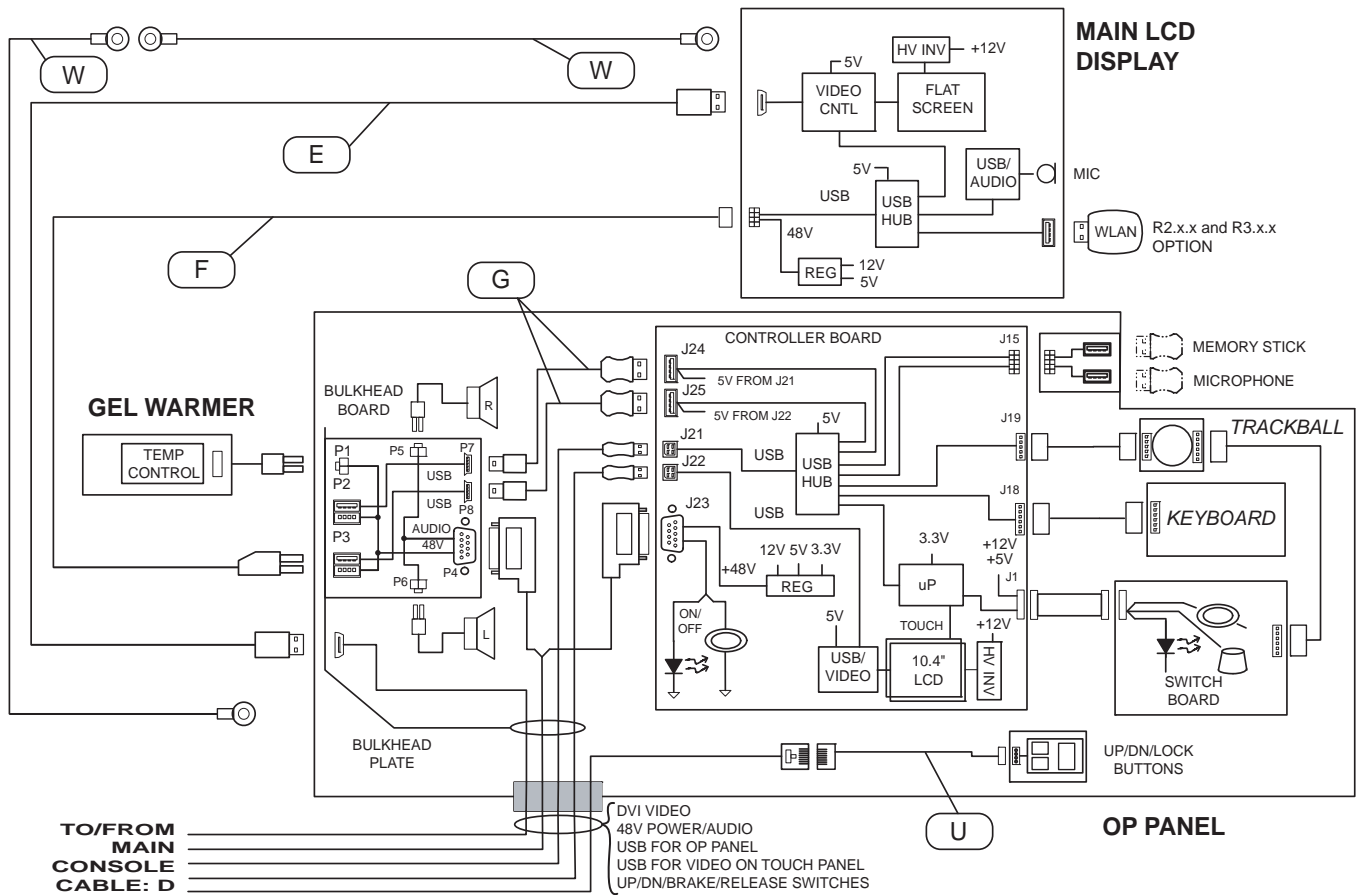 W
W
MAIN LCD
DISPLAY
HV INV
+12V
5V
VIDEO
CNTL
FLAT
SCREEN
E
5V
USB/
AUDIO
MIC
USB
USB
HUB
48V
WLAN
R2.x.x and R3.x.x
OPTION
REG
12V
5V
F
G
CONTROLLER BOARD
J24
5V FROM J21
J25
5V FROM J22
J21
J22
J23
J15
MEMORY STICK
MICROPHONE
BULKHEAD
BOARD
R
GEL WARMER
TEMP
CONTROL
P1
P2
P3
P5
P7
USB
USB
P8
AUDIO
48V
P4
P6
L
5V
USB
USB
HUB
USB
J19
TRACKBALL
J18
KEYBOARD
+12V
+5V
J1
3.3V
uP
12V
5V
3.3V
+48V
REG
ON/
OFF
TOUCH
5V
USB/
VIDEO
10.4"
LCD
+12V
HV INV
SWITCH
BOARD
BULKHEAD
PLATE
UP/DN/LOCK
BUTTONS
U
OP PANEL
TO/FROM
MAIN
CONSOLE
CABLE: D
DVI VIDEO
48V POWER/AUDIO
USB FOR OP PANEL
USB FOR VIDEO ON TOUCH PANEL
UP/DN/BRAKE/RELEASE SWITCHES